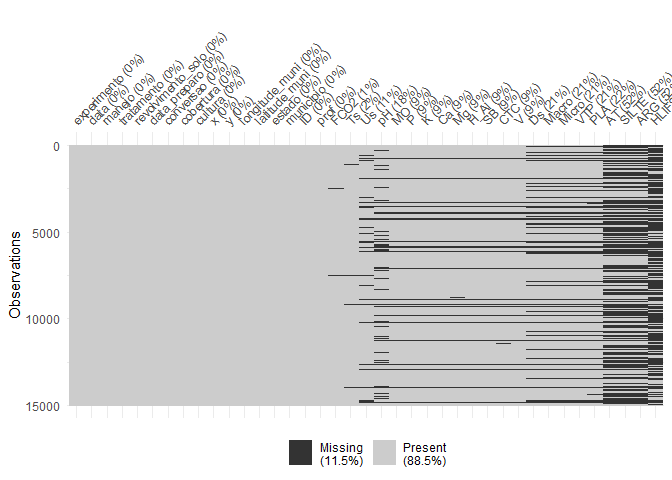 experimento (0%)
data (0%)
manejo (0%)
tratamento (0%)
revolvimento_solo (0%)
data_preparo (0%)
conversao (0%)
cobertura (0%)
cultura (0%)
x (0%)
y (0%)
longitude_muni (0%)
latitude_muni (0%)
estado (0%)
municipio (0%)
ID (0%)
prof (0%)
FCO2 (1%)
Ts (2%)
Us (11%)
pH (18%)
MO (9%)
P (9%)
K (9%)
Ca (9%)
Mg (9%)
H_Al (9%)
SB (9%)
CTC (9%)
V (9%)
Ds (21%)
Macro (21%)
Micro (21%)
VTP (21%)
PLA (22%)
AT (52%)
SILTE (52%)
ARG (52%)
0
5000
10000
15000
Observations
Missing
(11.5%)
Present
(88.5%)